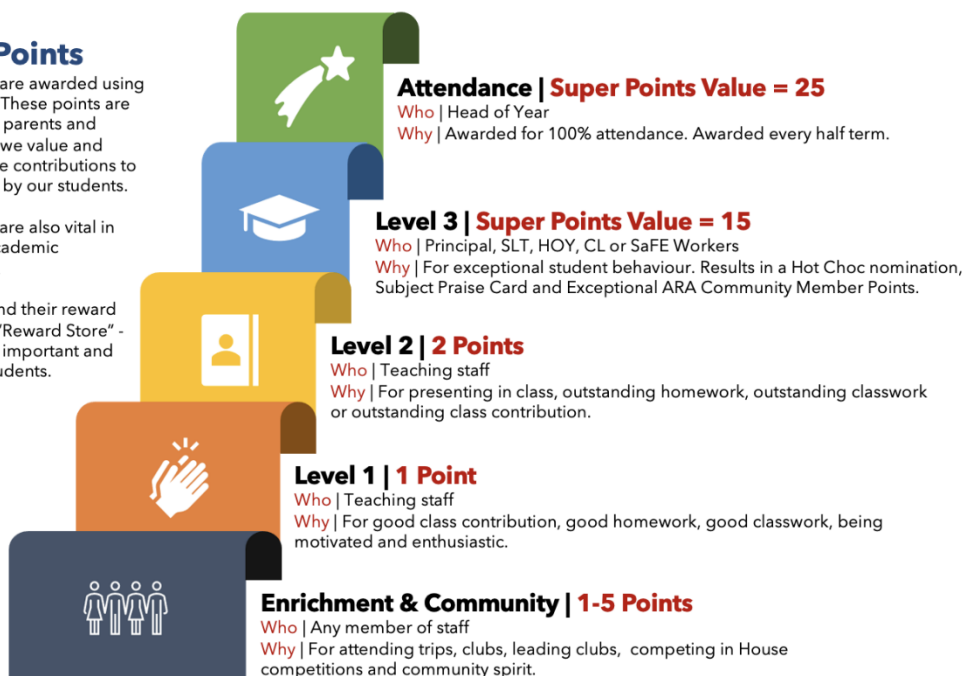 Points
are awarded using
These points are
parents and
we value and
e contributions to
by our students.
are also vital in
cademic
nd their reward
"Reward Store" -
important and
udents.
Attendance | Super Points Value = 25
Who | Head of Year
Why | Awarded for 100% attendance. Awarded every half term.
Level 3 | Super Points Value = 15
Who | Principal, SLT, HOY, CL or SaFE Workers
Why | For exceptional student behaviour. Results in a Hot Choc nomination,
Subject Praise Card and Exceptional ARA Community Member Points.
Level 2 | 2 Points
Who | Teaching staff
Why | For presenting in class, outstanding homework, outstanding classwork
or outstanding class contribution.
Level 1 | 1 Point
Who | Teaching staff
Why | For good class contribution, good homework, good classwork, being
motivated and enthusiastic.
Enrichment & Community | 1-5 Points
Who | Any member of staff
Why | For attending trips, clubs, leading clubs, competing in House
competitions and community spirit.